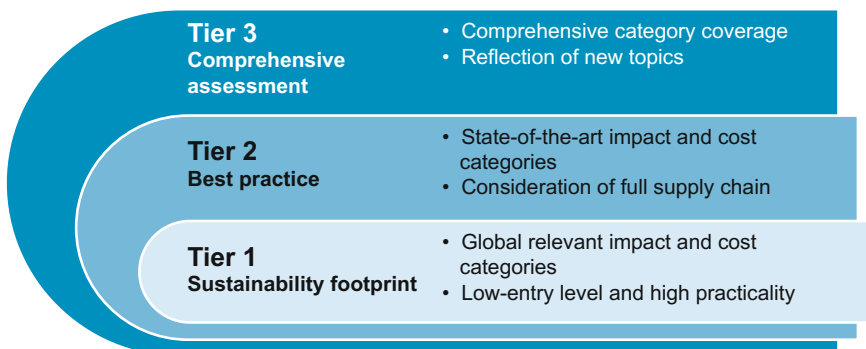 Tier 3
Comprehensive
assessment
• Comprehensive category coverage
• Reflection of new topics
Tier 2
Best practice
• State-of-the-art impact and cost
categories
• Consideration of full supply chain
Tier 1
Sustainability footprint
• Global relevant impact and cost
categories
• Low-entry level and high practicality